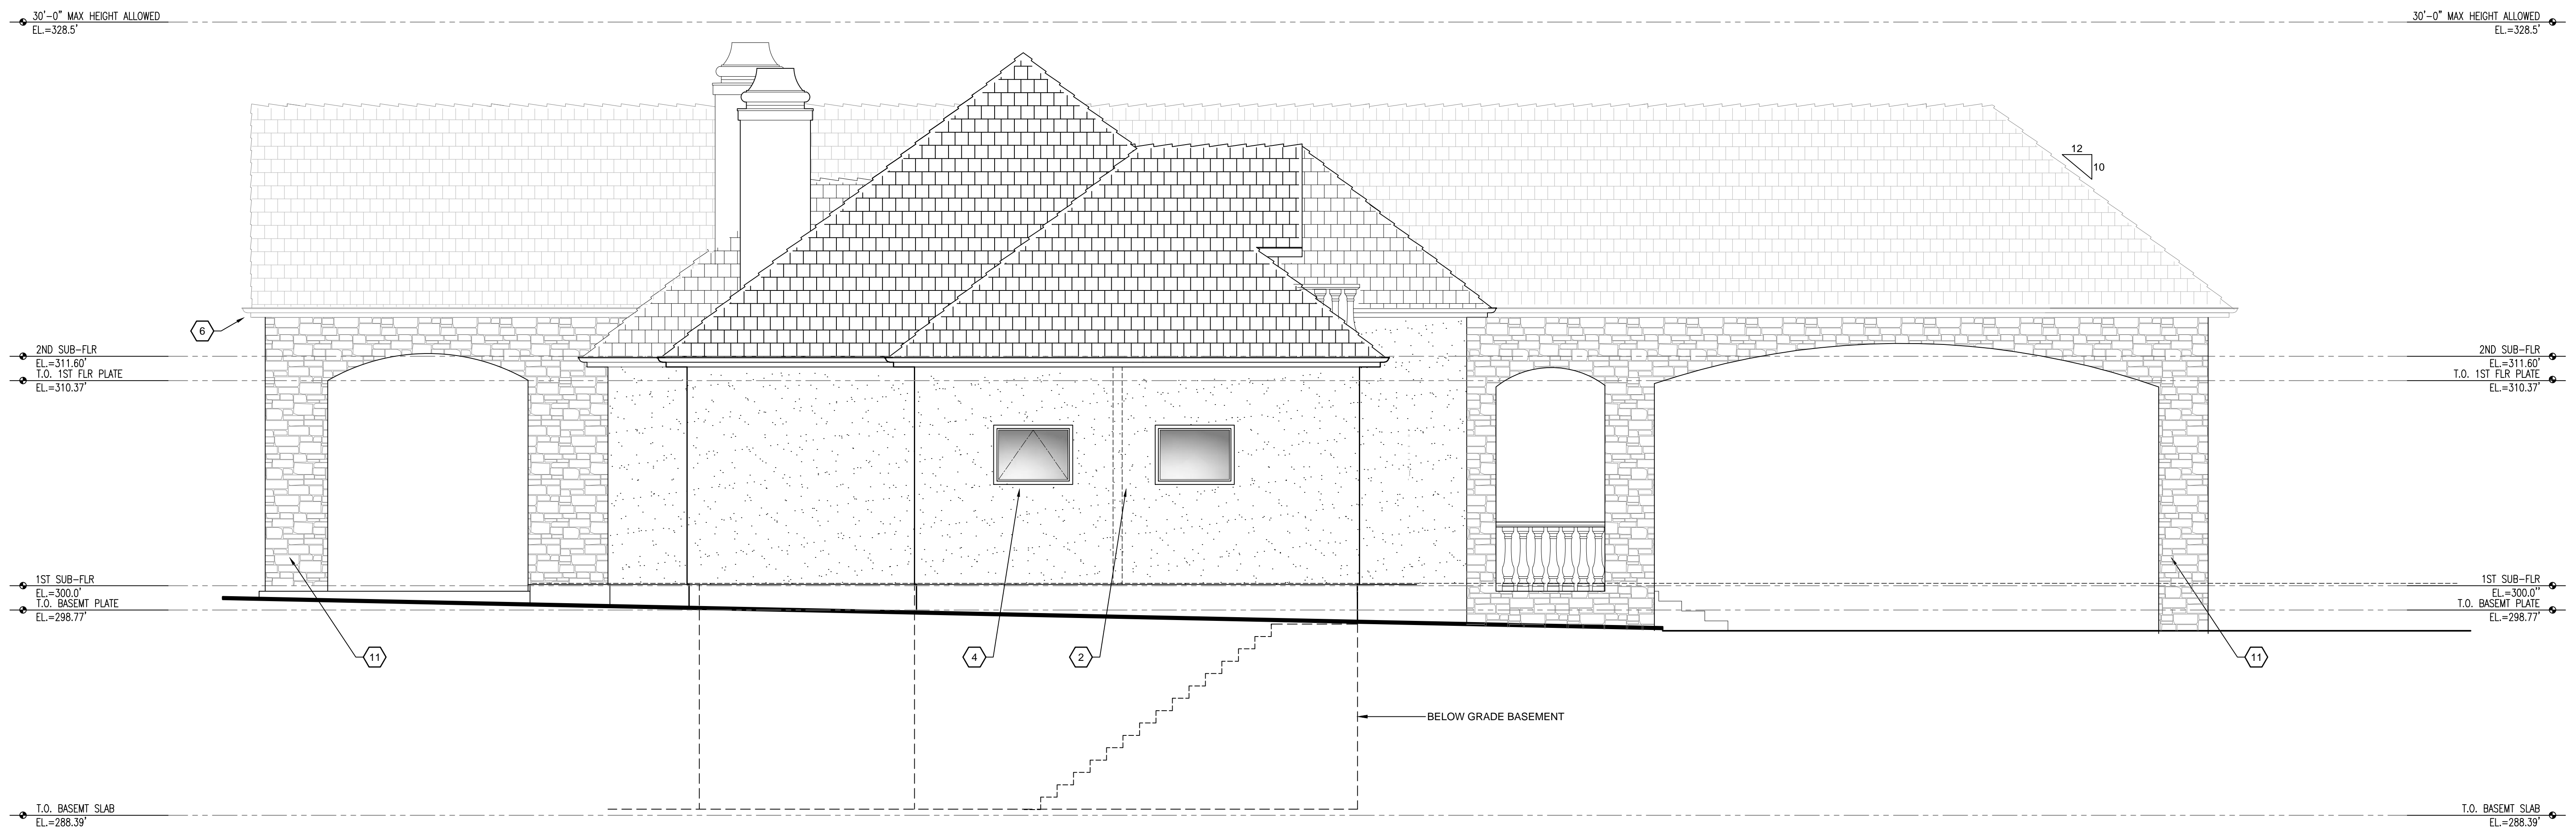 30'-0" MAX HEIGHT ALLOWED
EL.=328.5'
30'-0" MAX HEIGHT ALLOWED
EL.=328.5'
12
10
6
2ND SUB-FLR
EL.=311.60'
T.O. 1ST FLR PLATE
EL.=310.37'
2ND SUB-FLR
EL.=311.60'
T.O. 1ST FLR PLATE
EL.=310.37'
1ST SUB-FLR
EL.=300.0'
T.O. BASEMT PLATE
EL.=298.77'
1ST SUB-FLR
EL.=300.0"
T.O. BASEMT PLATE
EL.=298.77'
11
4
2
11
BELOW GRADE BASEMENT
T.O. BASEMT SLAB
EL.=288.39'
T.O. BASEMT SLAB
EL.=288.39'